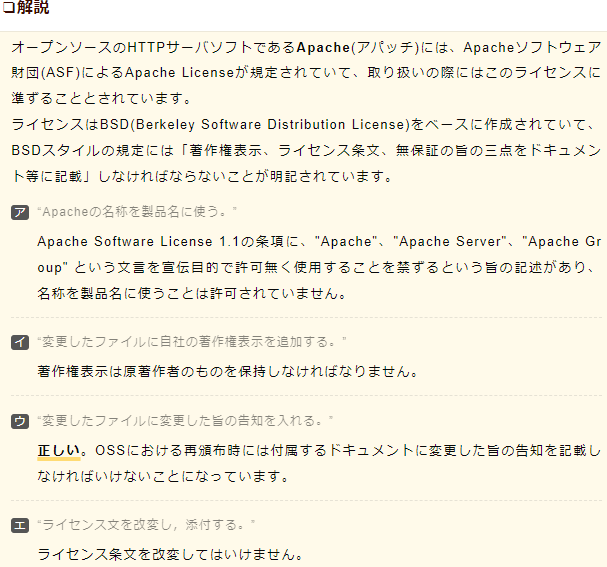 ❏解説
オープンソースのHTTPサーバソフトであるApache(アパッチ)には、Apacheソフトウェア
財団(ASF)によるApache Licenseが規定されていて、取り扱いの際にはこのライセンスに
準ずることとされています。
ライセンスはBSD(Berkeley Software Distribution License)をベースに作成されていて、
BSDスタイルの規定には「著作権表示、ライセンス条文、無保証の旨の三点をドキュメン
ト等に記載」しなければならないことが明記されています。
ア “Apacheの名称を製品名に使う。”
Apache Software License 1.1の条項に、"Apache"、"Apache Server"、"Apache Gr
oup" という文言を宣伝目的で許可無く使用することを禁ずるという旨の記述があり、
名称を製品名に使うことは許可されていません。
イ “変更したファイルに自社の著作権表示を追加する。”
著作権表示は原著作者のものを保持しなければなりません。
ウ “変更したファイルに変更した旨の告知を入れる。”
正しい。OSSにおける再頒布時には付属するドキュメントに変更した旨の告知を記載し
なければいけないことになっています。
エ “ライセンス文を改変し，添付する。”
ライセンス条文を改変してはいけません。